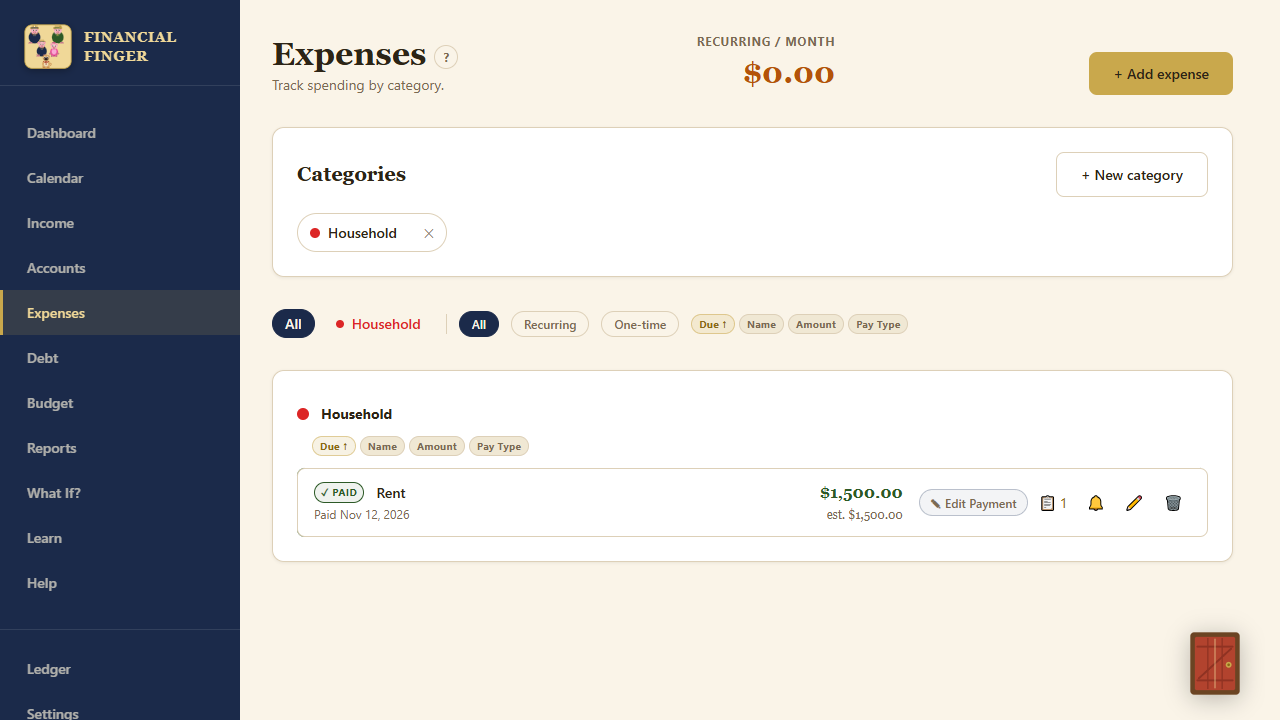 FINANCIAL
FINGER
Dashboard
Calendar
Income
Accounts
Expenses
Debt
Budget
Reports
What If?
Learn
Help
Ledger
Settings
Expenses ?
Track spending by category.
RECURRING / MONTH
$0.00
+ Add expense
Categories
+ New category
Household ×
All Household All Recurring One-time Due ↑ Name Amount Pay Type
Household
Due ↑ Name Amount Pay Type
✓ PAID Rent
Paid Nov 12, 2026
$1,500.00
est. $1,500.00
✎ Edit Payment
1